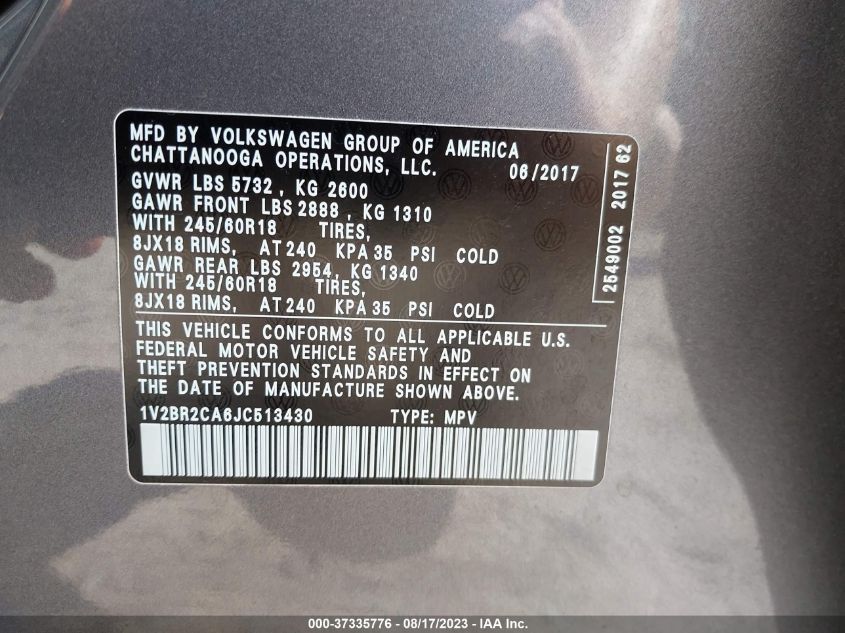 MFD BY VOLKSWAGEN GROUP OF AMERICA
CHATTANOOGA OPERATIONS, LLC. 06/2017
GVWR LBS 5732 , KG 2600
GAWR FRONT LBS 2888 , KG 1310
WITH 245/60R18 TIRES,
8JX18 RIMS, AT 240 KPA 35 PSI COLD
GAWR REAR LBS 2954, KG 1340
WITH 245/60R18 TIRES,
8JX18 RIMS, AT 240 KPA 35 PSI COLD
2549002 2017 62
THIS VEHICLE CONFORMS TO ALL APPLICABLE U.S.
FEDERAL MOTOR VEHICLE SAFETY AND
THEFT PREVENTION STANDARDS IN EFFECT ON
THE DATE OF MANUFACTURE SHOWN ABOVE.
1V2BR2CA6JC513430 TYPE: MPV
000-37335776 - 08/17/2023 - IAA Inc.